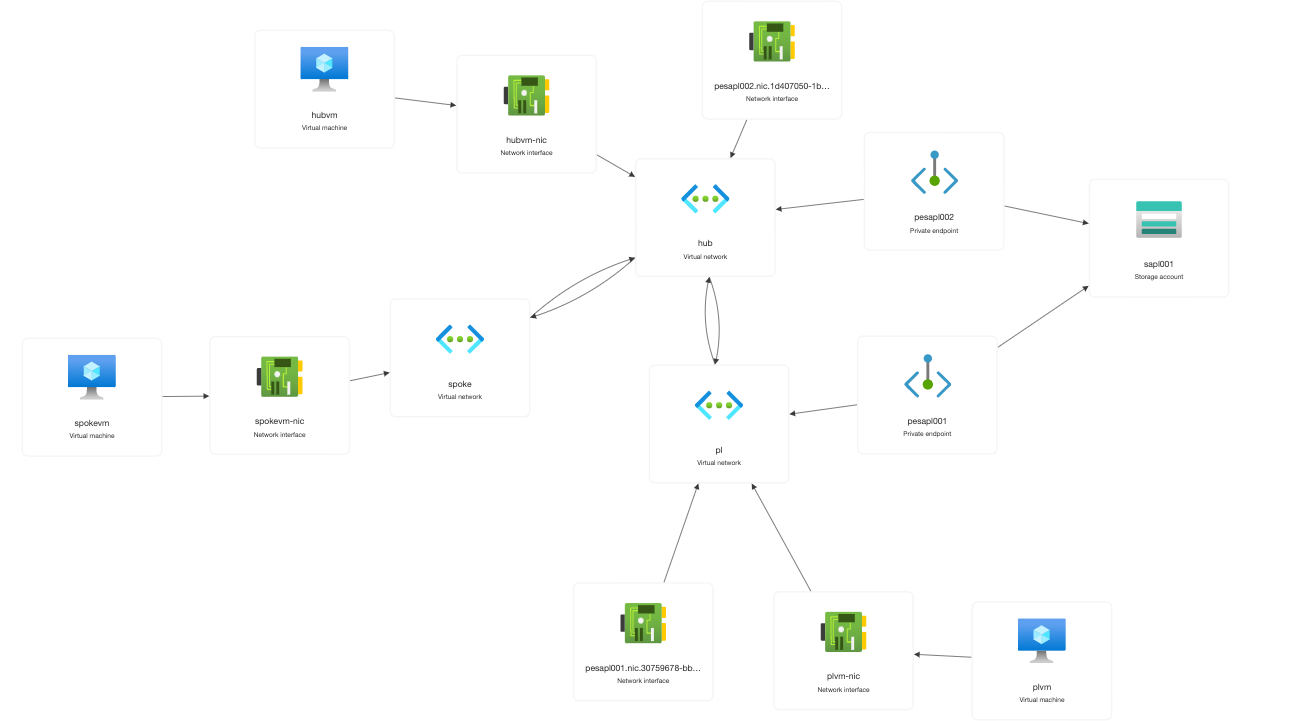 hubvm
Virtual machine
hubvm-nic
Network interface
pesapl002.nic.1d407050-1b...
Network interface
hub
Virtual network
pesapl002
Private endpoint
sapl001
Storage account
spokevm
Virtual machine
spokevm-nic
Network interface
spoke
Virtual network
pl
Virtual network
pesapl001
Private endpoint
pesapl001.nic.30759678-bb...
Network interface
plvm-nic
Network interface
plvm
Virtual machine